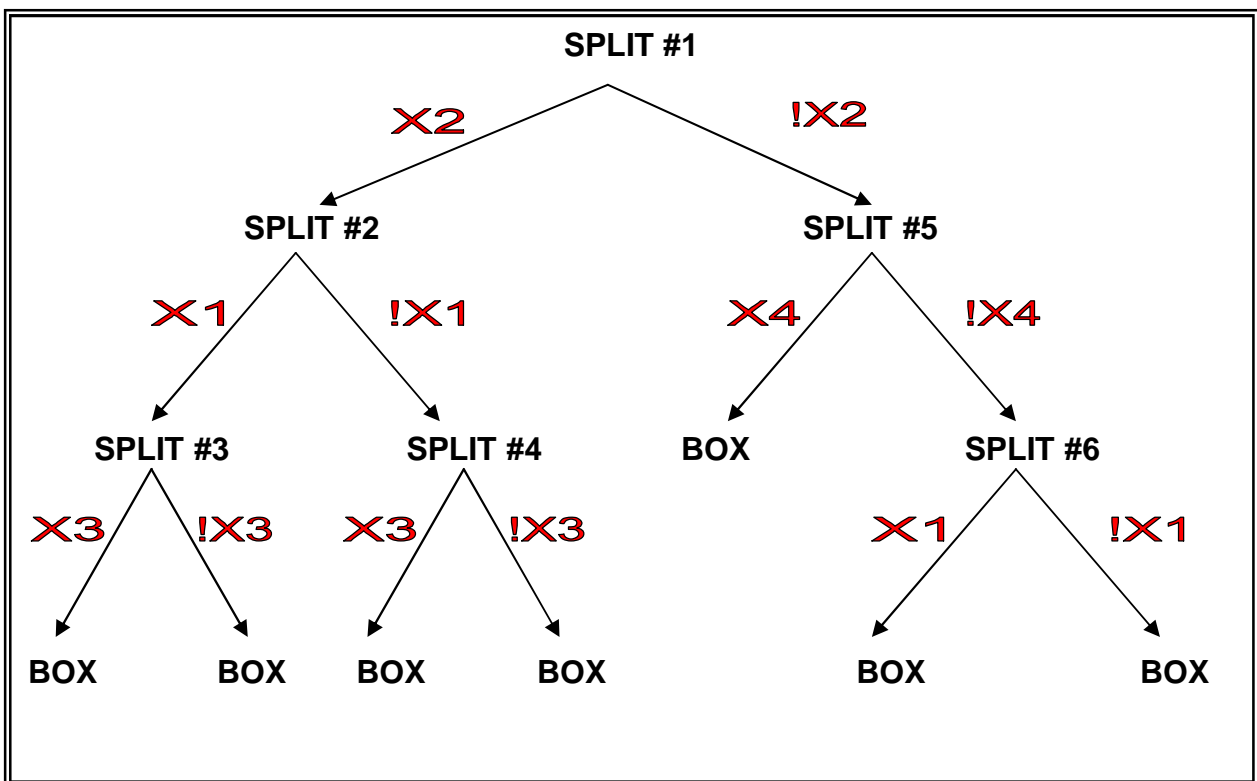 SPLIT #1
X2 !X2
SPLIT #2 SPLIT #5
X1 !X1 X4 !X4
SPLIT #3 SPLIT #4 BOX SPLIT #6
X3 !X3 X3 !X3 X1 !X1
BOX BOX BOX BOX BOX BOX